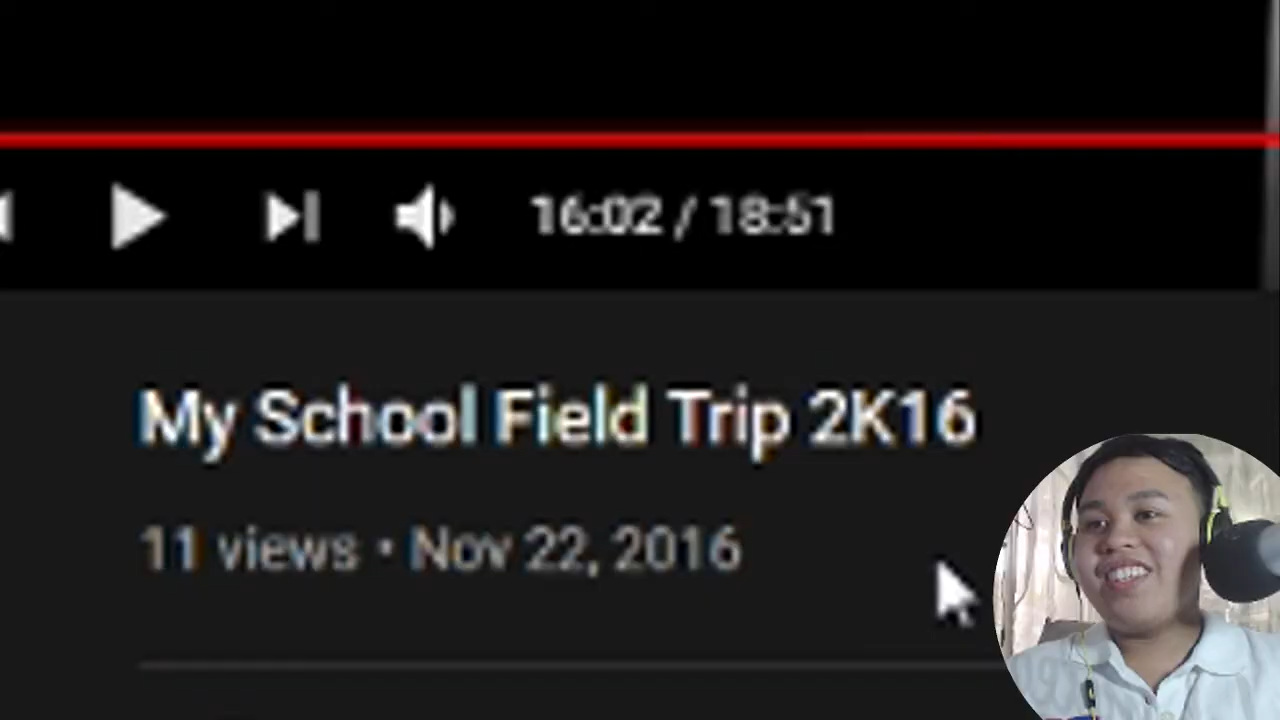 16:02 / 18:51
My School Field Trip 2K16
11 views • Nov 22, 2016